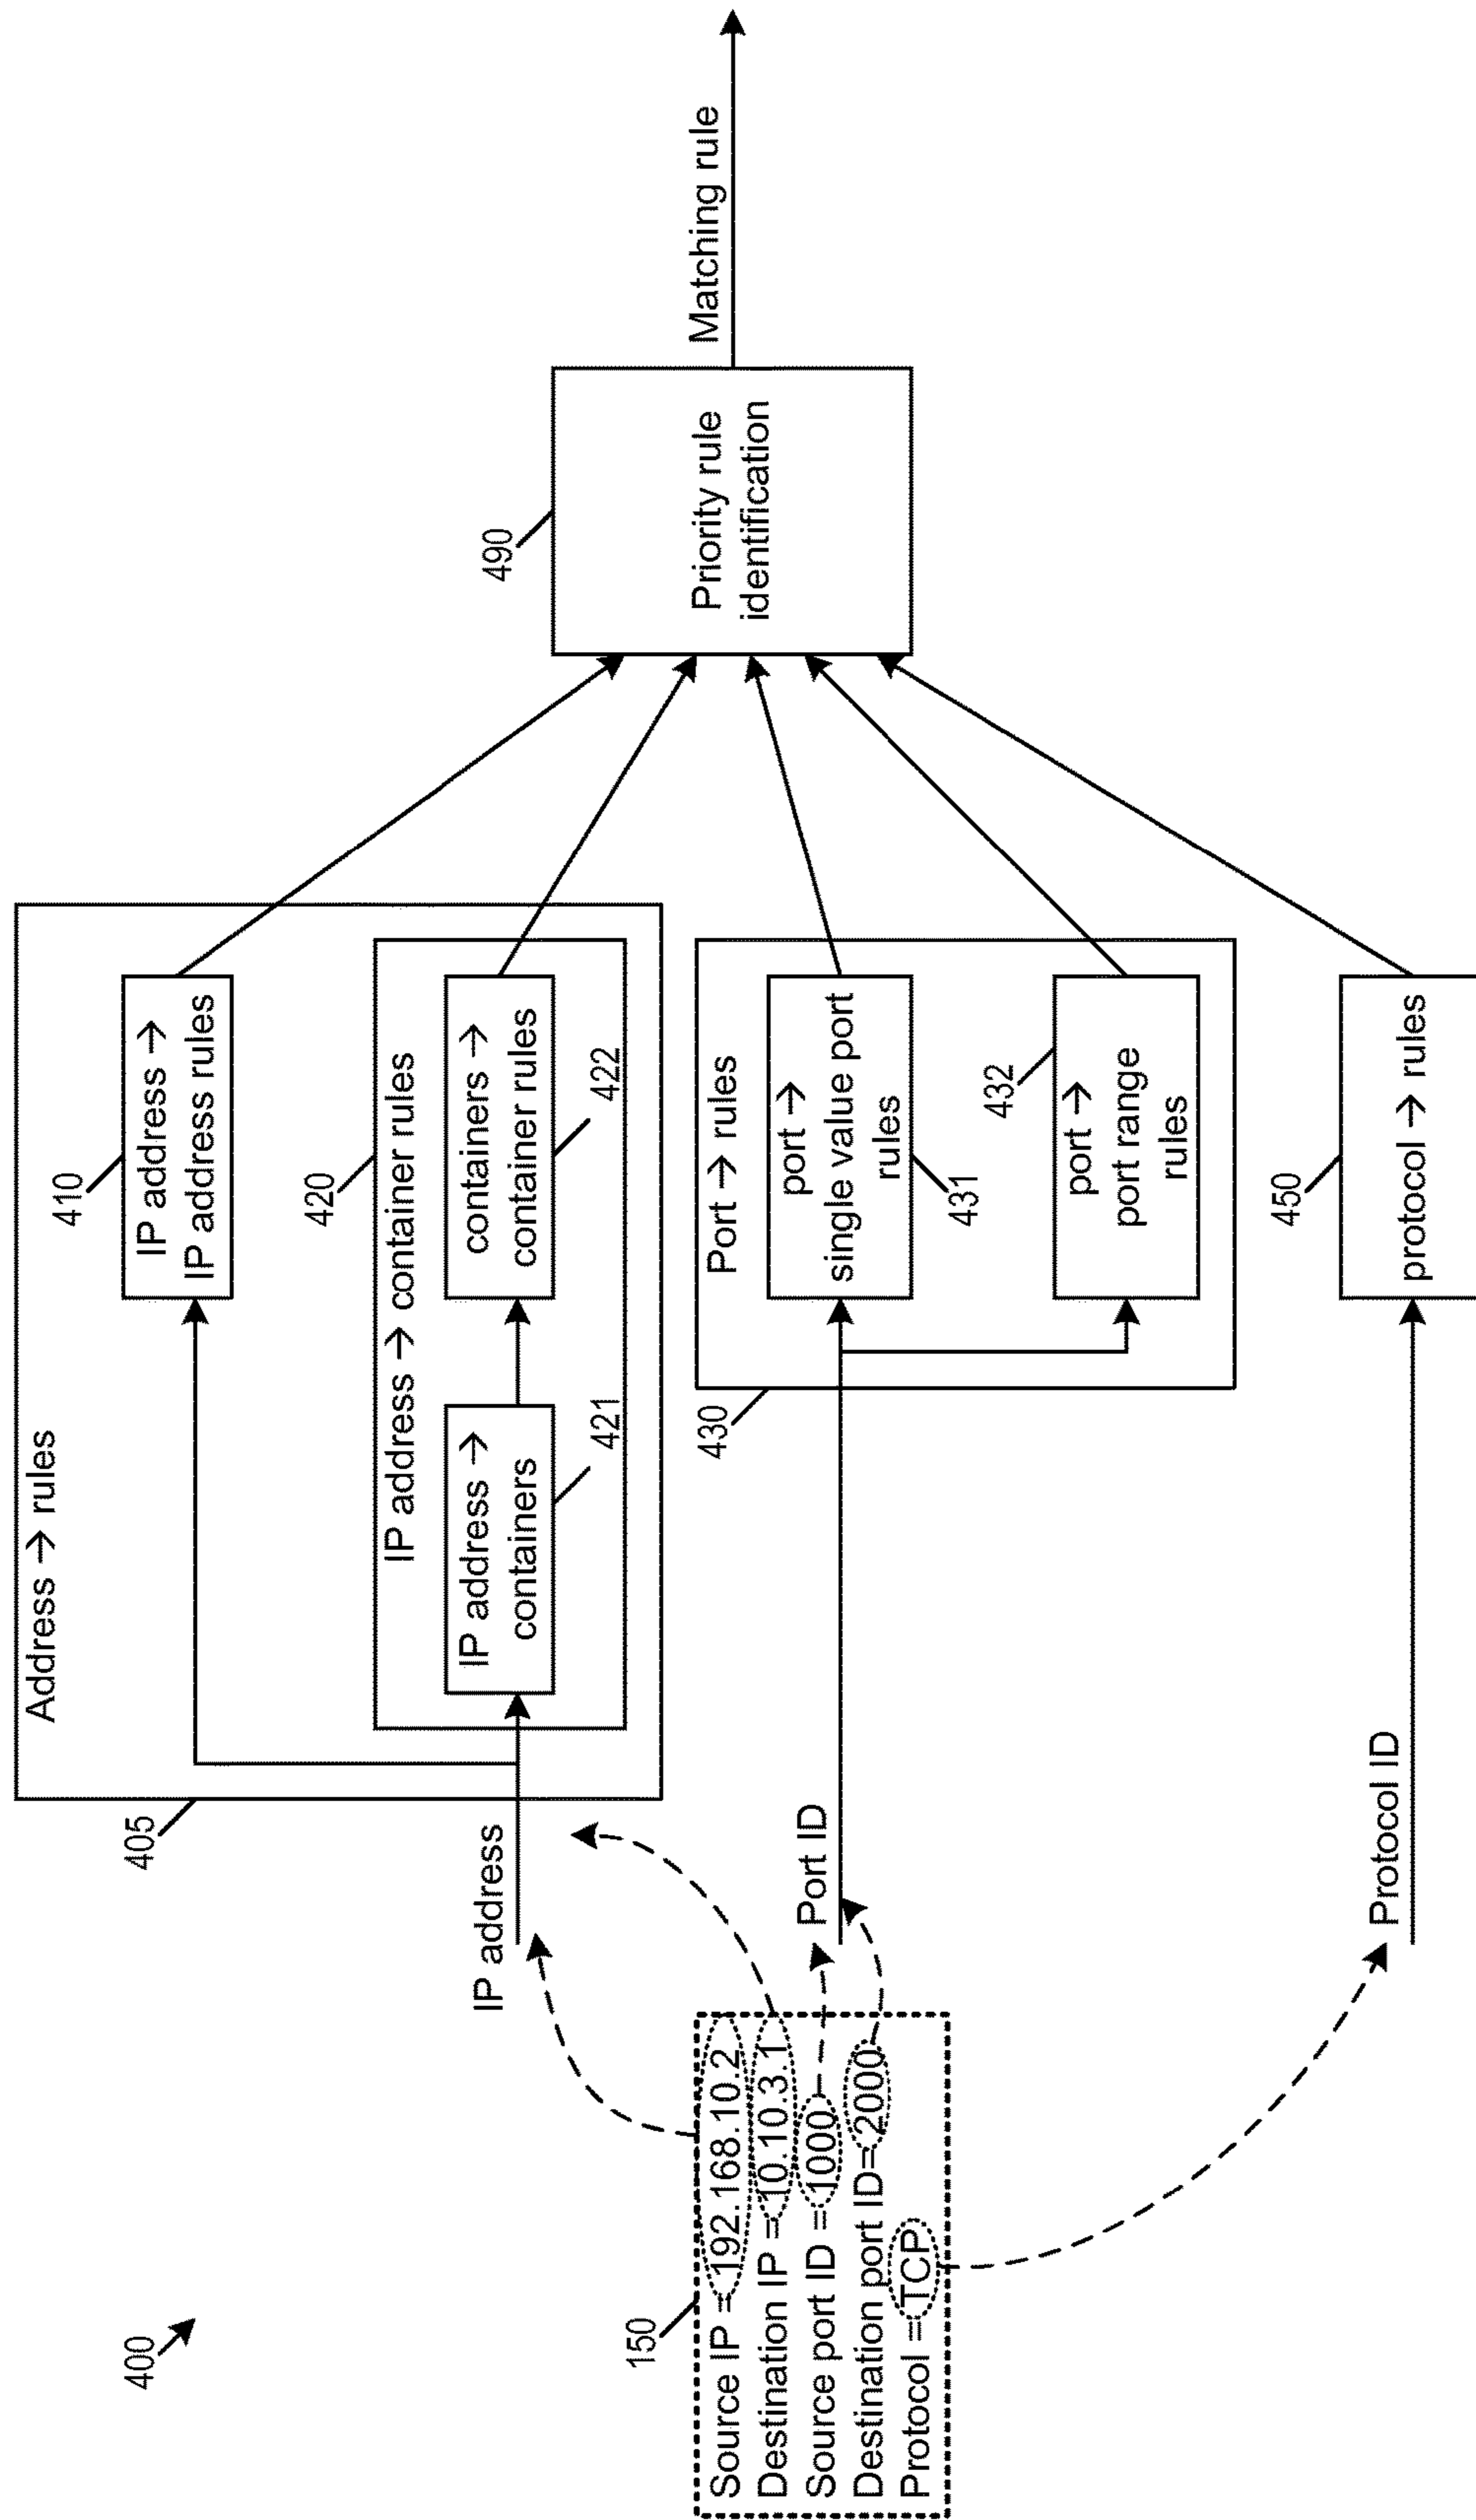 400
150
Source IP = 192.168.10.2
Destination IP = 10.10.3.1
Source port ID = 1000
Destination port ID= 2000
Protocol = TCP
IP address
Port ID
Protocol ID
405
Address → rules
410
IP address →
IP address rules
420
IP address → container rules
IP address →
containers
421
containers →
container rules
422
430
Port → rules
port →
single value port
rules
431
432
port →
port range
rules
450
protocol → rules
490
Priority rule
identification
Matching rule